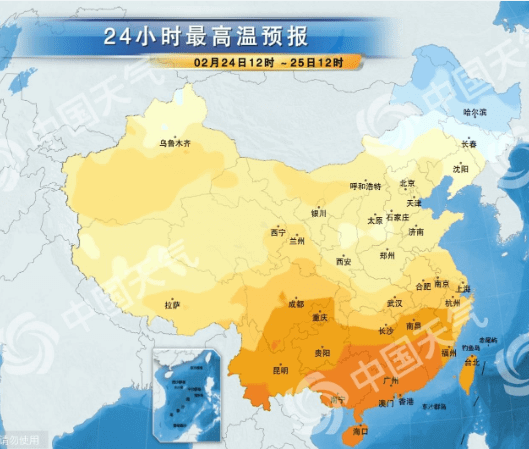 24小时最高温预报
02月24日12时 ~25日12时
中国天气
中国天气
中国天气
中国天气
哈尔滨
长春
乌鲁木齐
沈阳
呼和浩特
北京
天津
银川
石家庄
太原
济南
西宁
兰州
西安
郑州
拉萨
成都
重庆
武汉
合肥
南京
上海
杭州
长沙
南昌
贵阳
昆明
福州
钓鱼岛
赤尾屿
台北
广州
南宁
澳门
香港
东沙群岛
海口